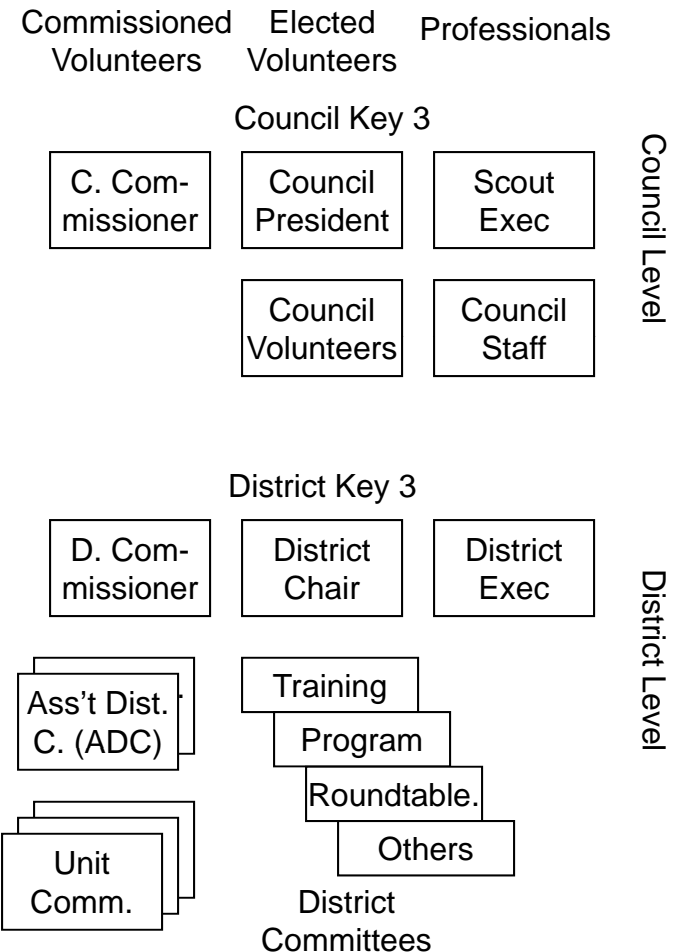 Commissioned
Volunteers
Elected
Volunteers
Professionals
Council Key 3
C. Com-
missioner
Council
President
Scout
Exec
Council Level
Council
Volunteers
Council
Staff
District Key 3
D. Com-
missioner
District
Chair
District
Exec
District Level
Ass’t Dist.
C. (ADC)
Training
Program
Roundtable.
Others
Unit
Comm.
District
Committees